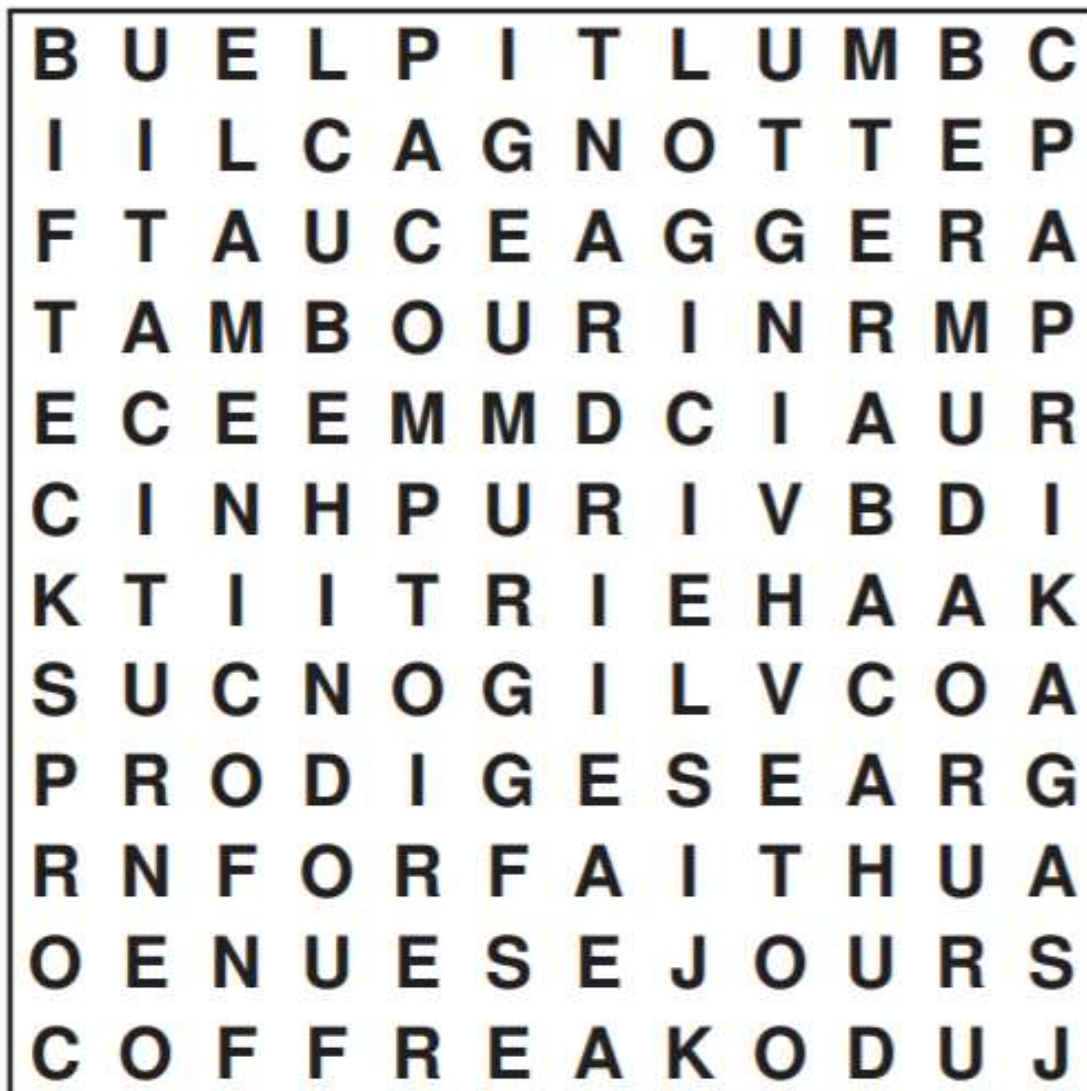 B U E L P I T L U M B C
I I L C A G N O T T E P
F T A U C E A G G E R A
T A M B O U R I N R M P
E C E E M M D C I A U R
C I N H P U R I V B D I
K T I I T R I E H A A K
S U C N O G I L V C O A
P R O D I G E S E A R G
R N F O R F A I T H U A
O E N U E S E J O U R S
C O F F R E A K O D U J